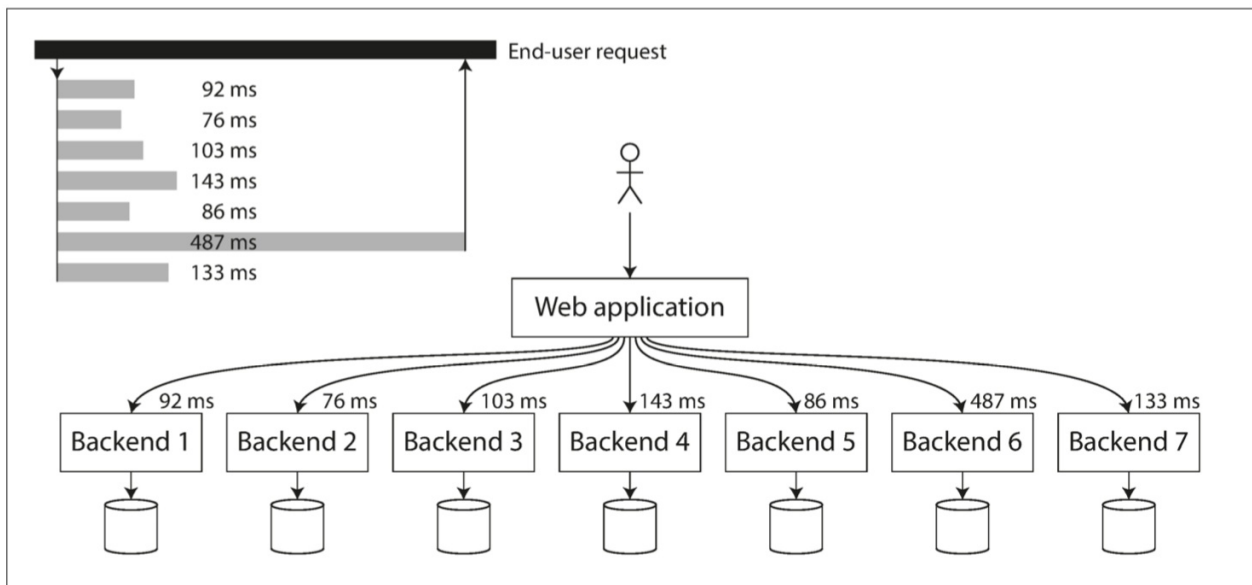 End-user request
92 ms
76 ms
103 ms
143 ms
86 ms
487 ms
133 ms
Web application
92 ms
76 ms
103 ms
143 ms
86 ms
487 ms
133 ms
Backend 1
Backend 2
Backend 3
Backend 4
Backend 5
Backend 6
Backend 7